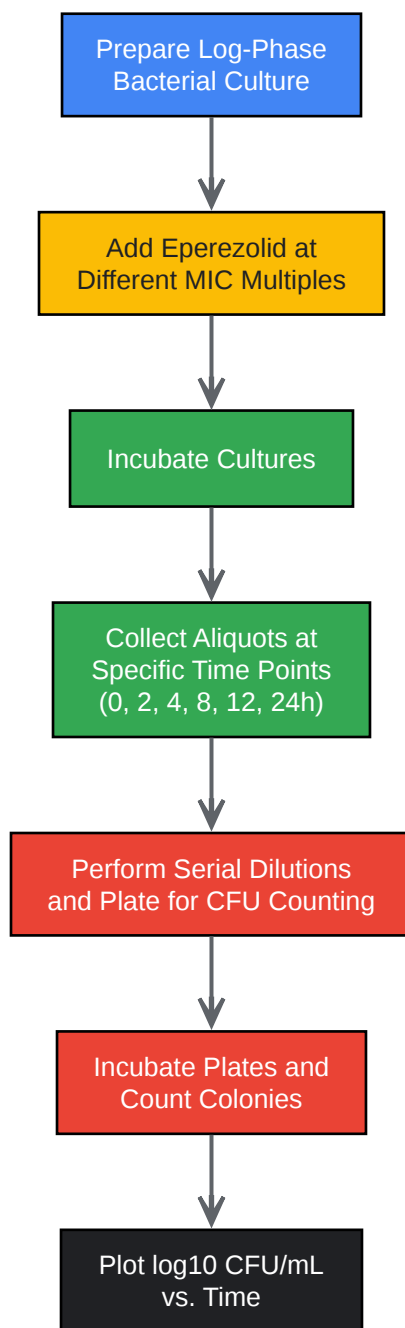 Prepare Log-Phase
Bacterial Culture
Add Eperezolid at
Different MIC Multiples
Incubate Cultures
Collect Aliquots at
Specific Time Points
(0, 2, 4, 8, 12, 24h)
Perform Serial Dilutions
and Plate for CFU Counting
Incubate Plates and
Count Colonies
Plot log10 CFU/mL
vs. Time